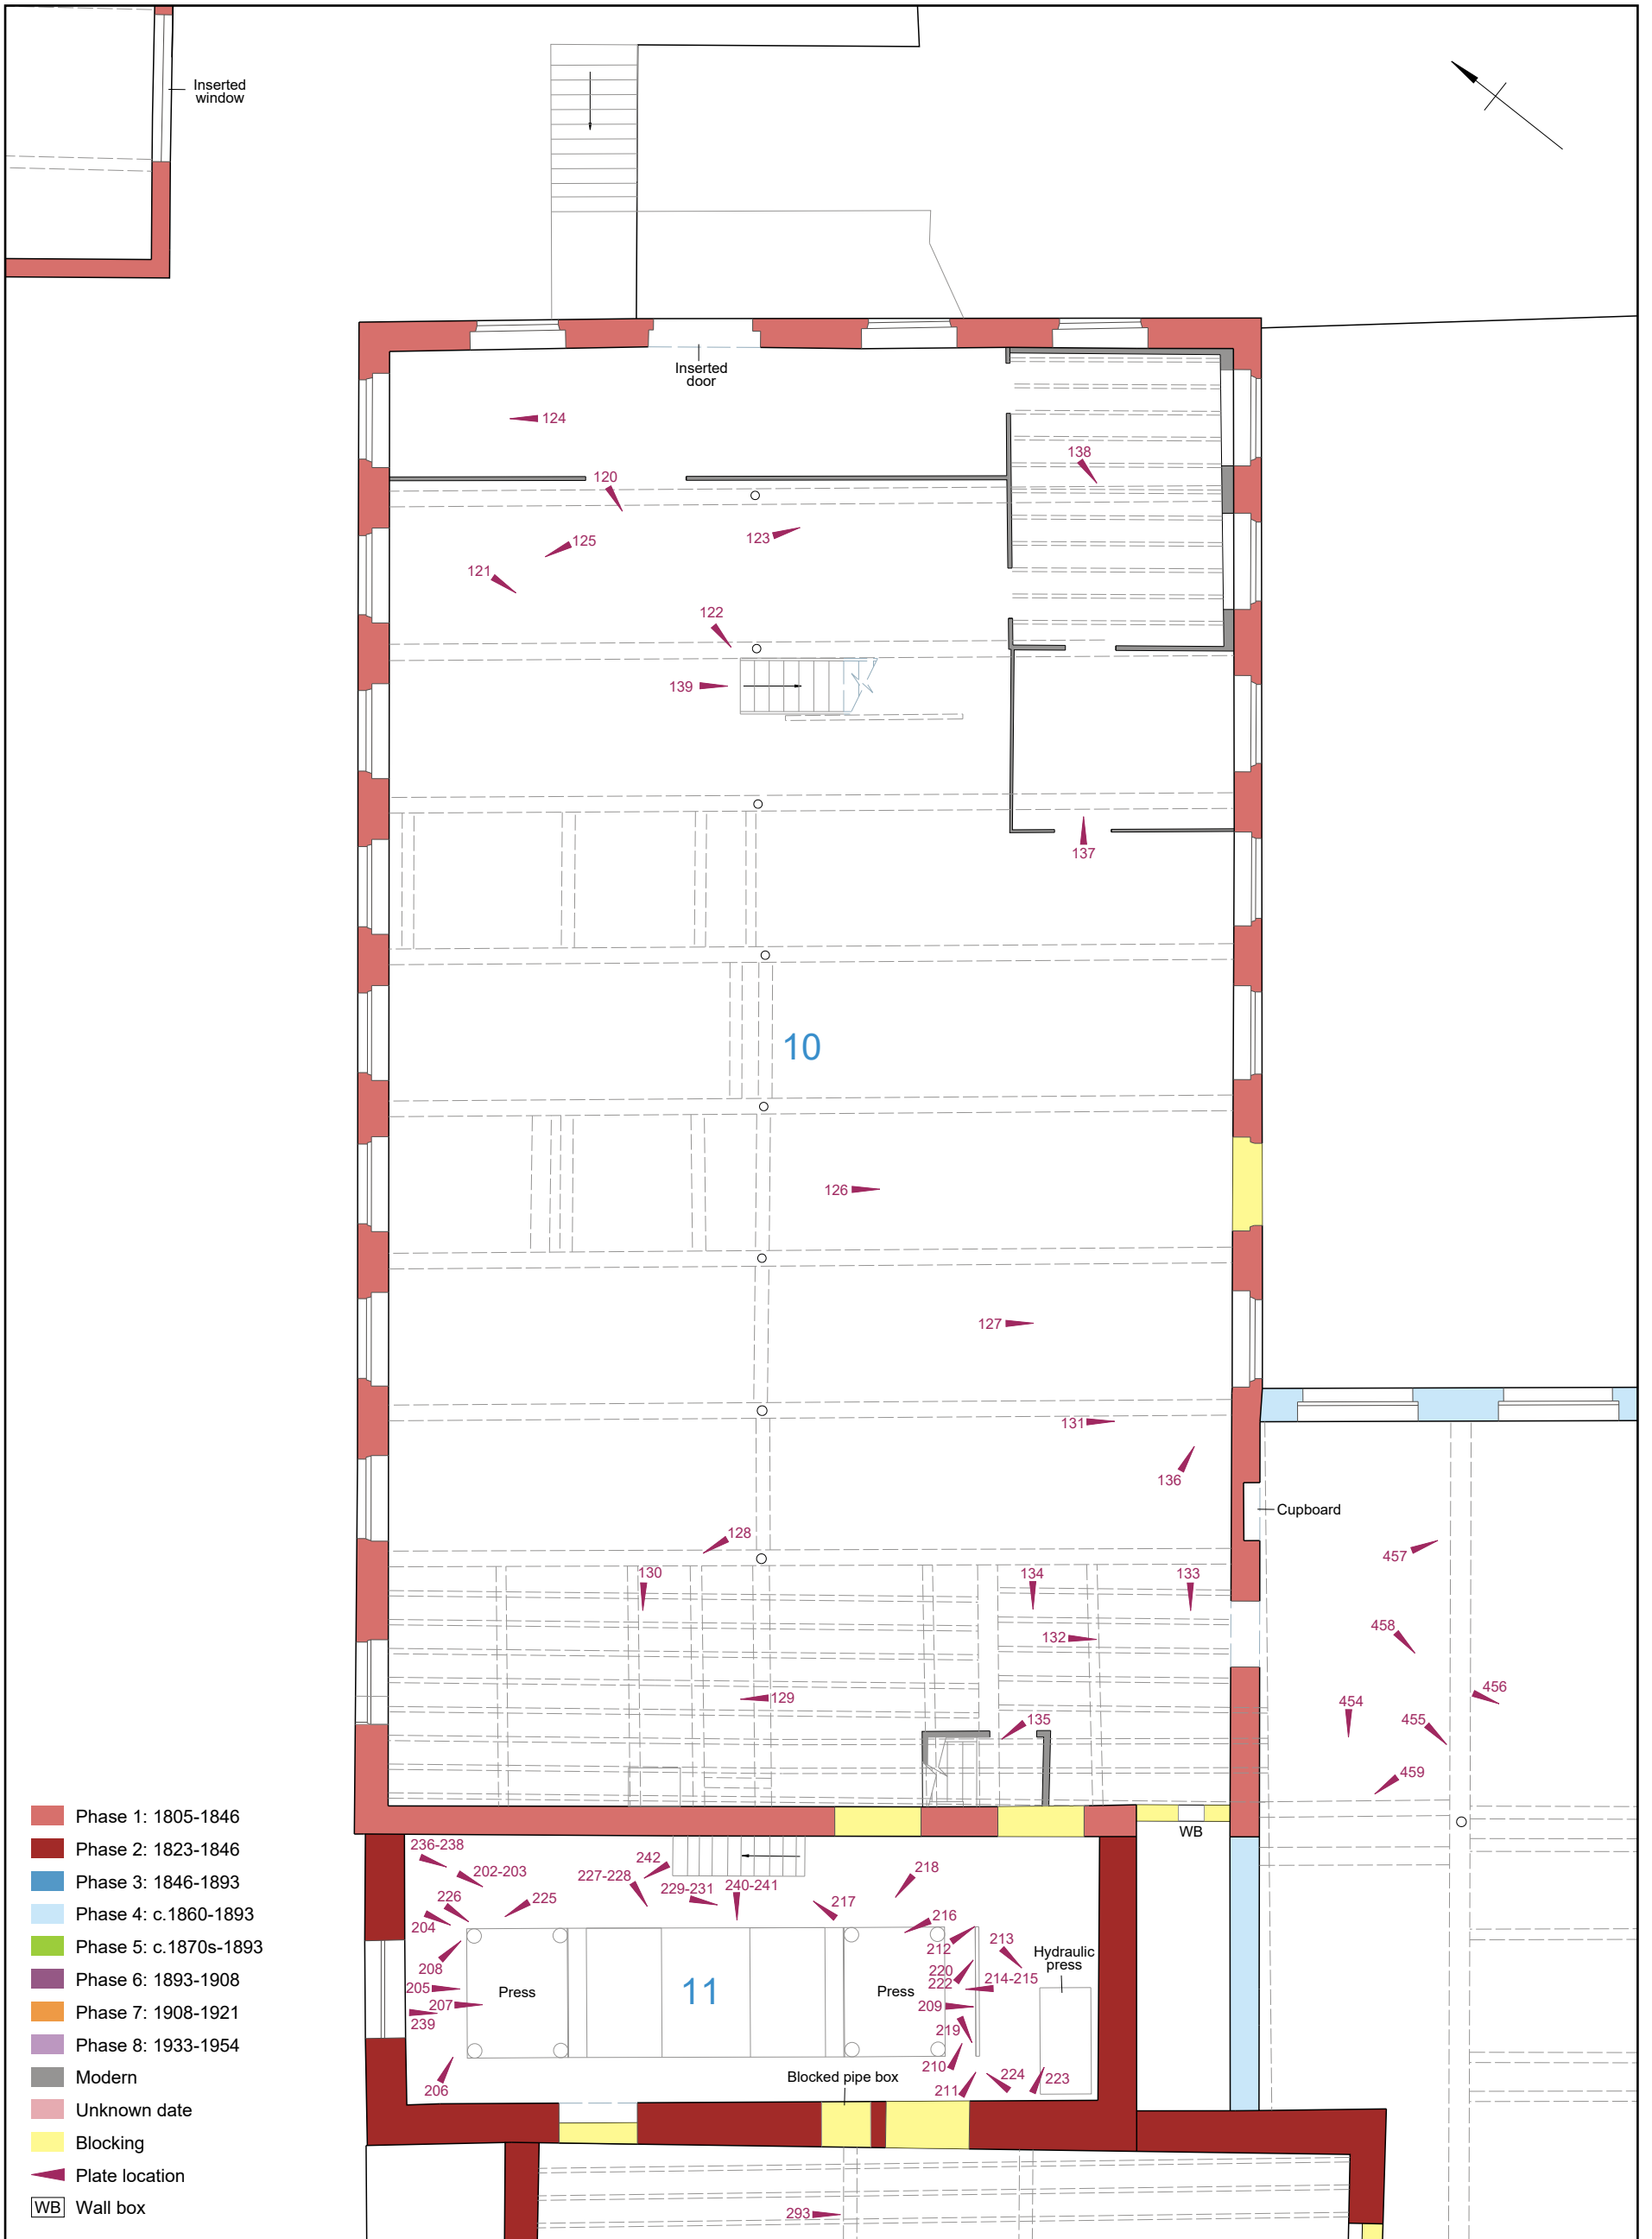 Inserted
window
Inserted
door
124
120
138
125
123
121
122
139
137
10
126
127
131
136
Cupboard
128
457
130
134
133
458
132
456
129
454
135
455
459
WB
236-238
242
218
202-203
227-228
229-231
240-241
226
225
217
216
204
212
213
Hydraulic
press
208
220
222
214-215
205
Press
11
Press
207
209
239
219
210
Blocked pipe box
224
223
206
211
293
Phase 1: 1805-1846
Phase 2: 1823-1846
Phase 3: 1846-1893
Phase 4: c.1860-1893
Phase 5: c.1870s-1893
Phase 6: 1893-1908
Phase 7: 1908-1921
Phase 8: 1933-1954
Modern
Unknown date
Blocking
Plate location
WB Wall box